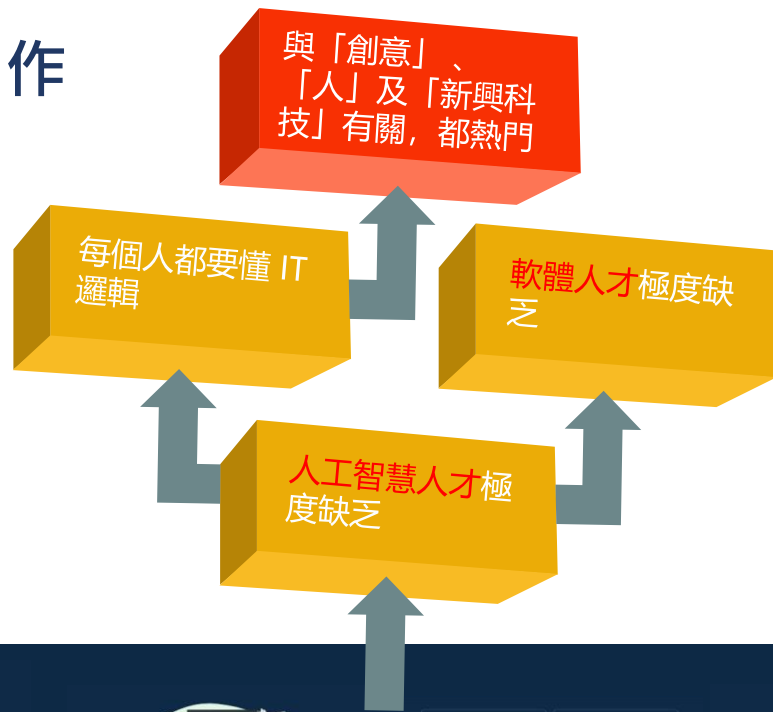 作
與「創意」、
「人」及「新興科
技」有關，都熱門
每個人都要懂 IT
邏輯
軟體人才極度缺
乏
人工智慧人才極
度缺乏